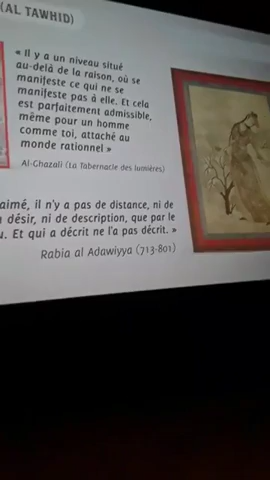 (AL TAWHID)
« Il y a un niveau situé
au-delà de la raison, où se
manifeste ce qui ne se
manifeste pas à elle. Et cela
est parfaitement admissible,
même pour un homme
comme toi, attaché au
monde rationnel »
Al-Ghazali (La Tabernacle des lumières)
aimé, il n'y a pas de distance, ni de
désir, ni de description, que par le
. Et qui a décrit ne l'a pas décrit. »
Rabia al Adawiyya (713-801)